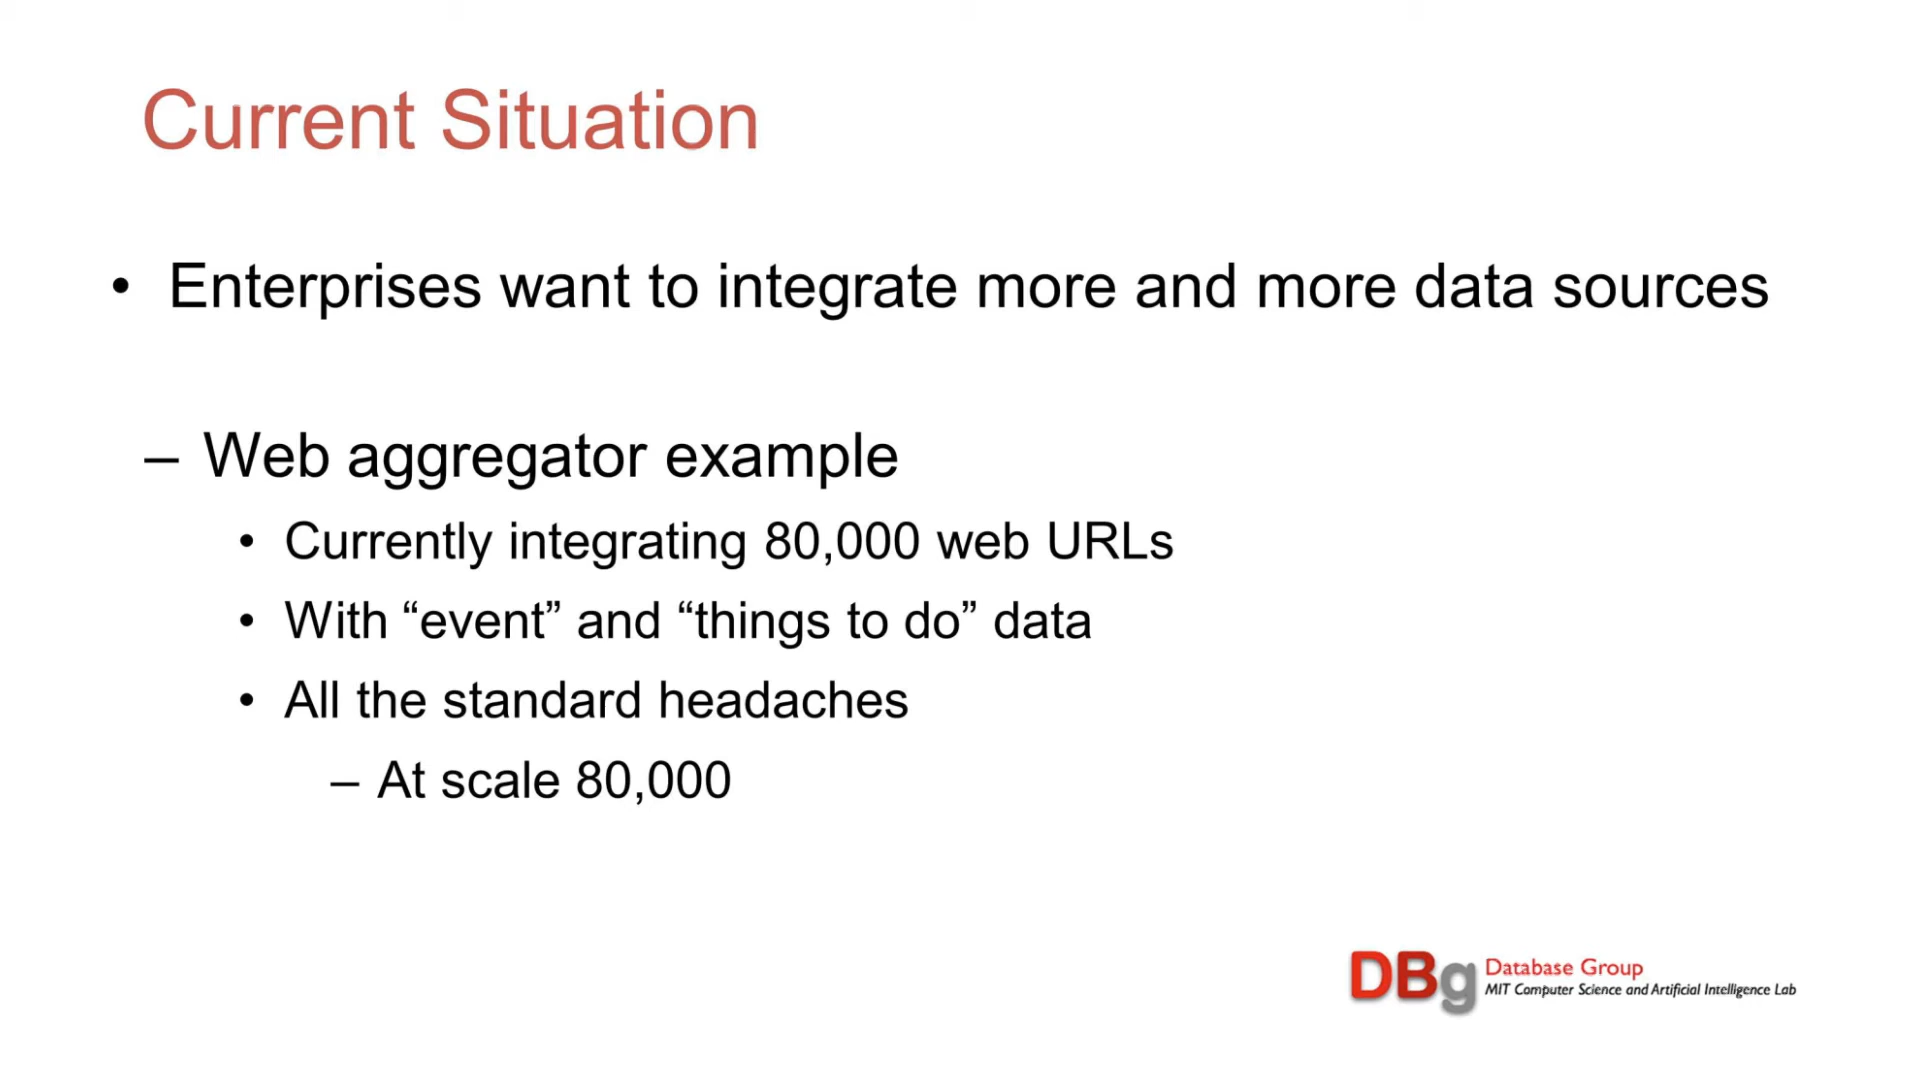 Current Situation
• Enterprises want to integrate more and more data sources
– Web aggregator example
• Currently integrating 80,000 web URLs
• With “event” and “things to do” data
• All the standard headaches
– At scale 80,000
DBg
Database Group
MIT Computer Science and Artificial Intelligence Lab